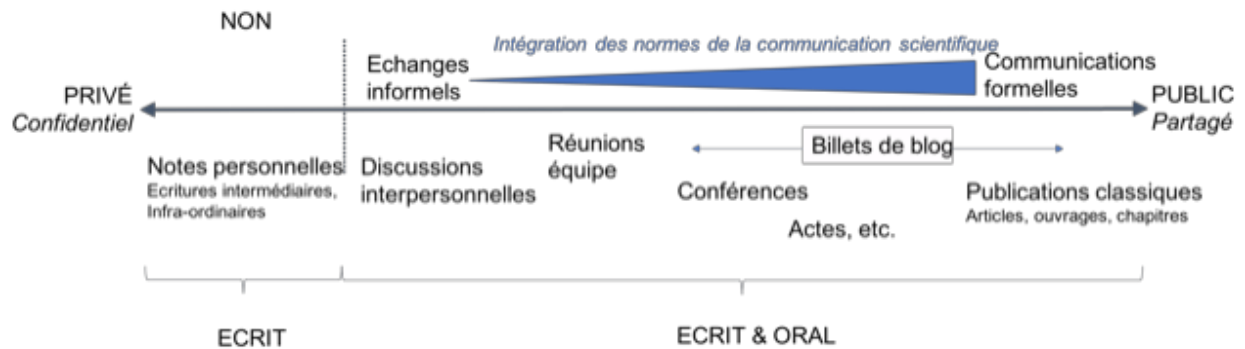 NON
Intégration des normes de la communication scientifique
Echanges
informels
Communications
formelles
PRIVÉ
Confidentiel
PUBLIC
Partagé
Notes personnelles
Ecritures intermédiaires,
Infra-ordinaires
Discussions
interpersonnelles
Réunions
équipe
Billets de blog
Conférences
Actes, etc.
Publications classiques
Articles, ouvrages, chapitres
ECRIT
ECRIT & ORAL